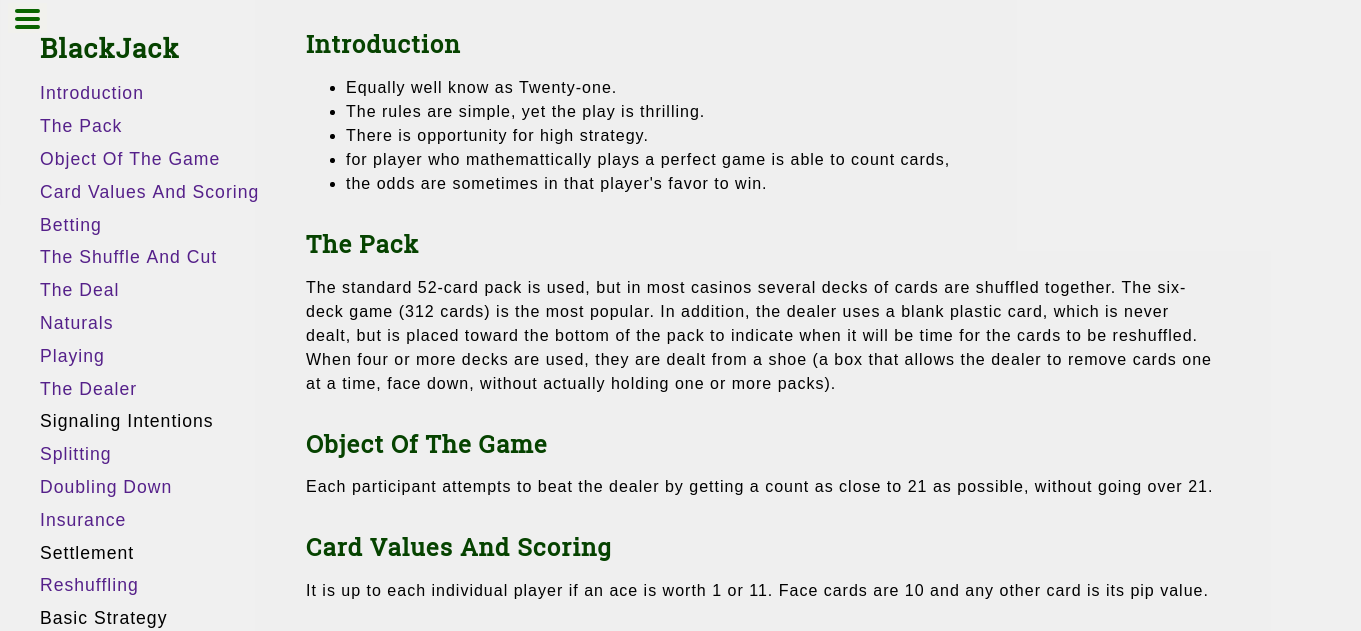 BlackJack
Introduction
The Pack
Object Of The Game
Card Values And Scoring
Betting
The Shuffle And Cut
The Deal
Naturals
Playing
The Dealer
Signaling Intentions
Splitting
Doubling Down
Insurance
Settlement
Reshuffling
Basic Strategy
Introduction
Equally well know as Twenty-one.
The rules are simple, yet the play is thrilling.
There is opportunity for high strategy.
for player who mathemattically plays a perfect game is able to count cards,
the odds are sometimes in that player's favor to win.
The Pack
The standard 52-card pack is used, but in most casinos several decks of cards are shuffled together. The six-
deck game (312 cards) is the most popular. In addition, the dealer uses a blank plastic card, which is never
dealt, but is placed toward the bottom of the pack to indicate when it will be time for the cards to be reshuffled.
When four or more decks are used, they are dealt from a shoe (a box that allows the dealer to remove cards one
at a time, face down, without actually holding one or more packs).
Object Of The Game
Each participant attempts to beat the dealer by getting a count as close to 21 as possible, without going over 21.
Card Values And Scoring
It is up to each individual player if an ace is worth 1 or 11. Face cards are 10 and any other card is its pip value.